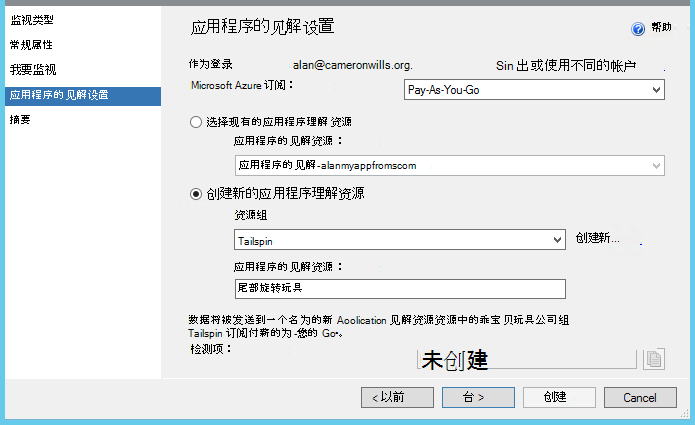 监视类型
常规属性
我要监视
应用程序的见解设置
摘要
应用程序的见解设置
帮助
作为登录 alan@cameronwills.org. Sin 出或使用不同的帐户
Microsoft Azure 订阅： Pay-As-You-Go
选择现有的应用程序理解资源
应用程序的见解资源：
应用程序的见解-alanmyappfromscom
创建新的应用程序理解资源
资源组
Tailspin 创建新...
应用程序的见解资源：
尾部旋转玩具
数据将被发送到一个名为的新 Aoolication 见解资源资源中的乖宝贝玩具公司组
Tailspin 订阅付薪的为-您的 Go。
检测项： 未创建
<以前 台> 创建 Cancel